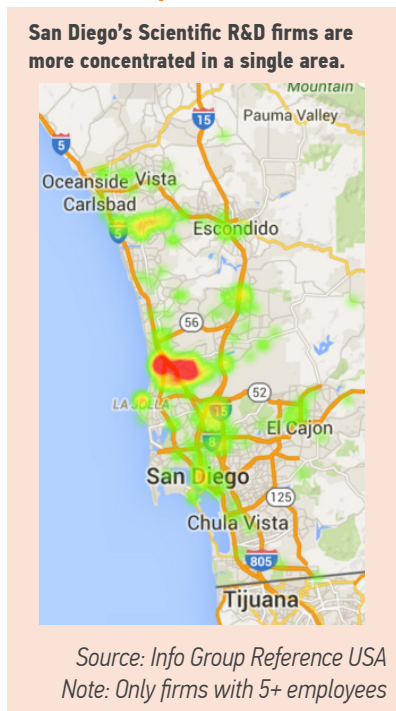 San Diego's Scientific R&D firms are
more concentrated in a single area.
Mountain
15
Pauma Valley
5
Oceanside Vista
Carlsbad
5
Escondido
56
LA JOLLA
52
15
El Cajon
8
San Diego
125
Chula Vista
805
Tijuana
Source: Info Group Reference USA
Note: Only firms with 5+ employees